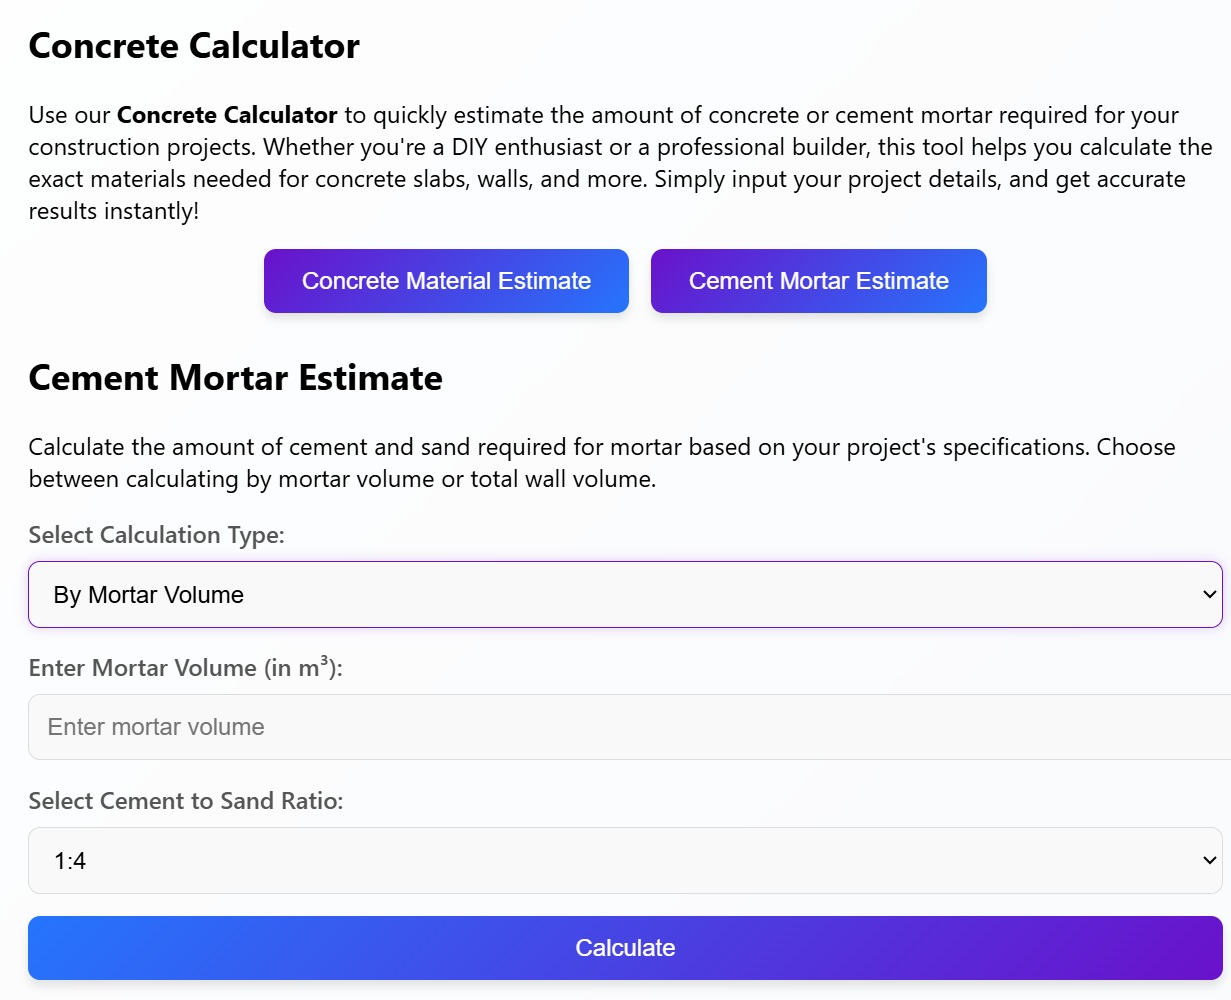 Concrete Calculator
Use our Concrete Calculator to quickly estimate the amount of concrete or cement mortar required for your
construction projects. Whether you're a DIY enthusiast or a professional builder, this tool helps you calculate the
exact materials needed for concrete slabs, walls, and more. Simply input your project details, and get accurate
results instantly!
Concrete Material Estimate
Cement Mortar Estimate
Cement Mortar Estimate
Calculate the amount of cement and sand required for mortar based on your project's specifications. Choose
between calculating by mortar volume or total wall volume.
Select Calculation Type:
By Mortar Volume
Enter Mortar Volume (in m³):
Enter mortar volume
Select Cement to Sand Ratio:
1:4
Calculate